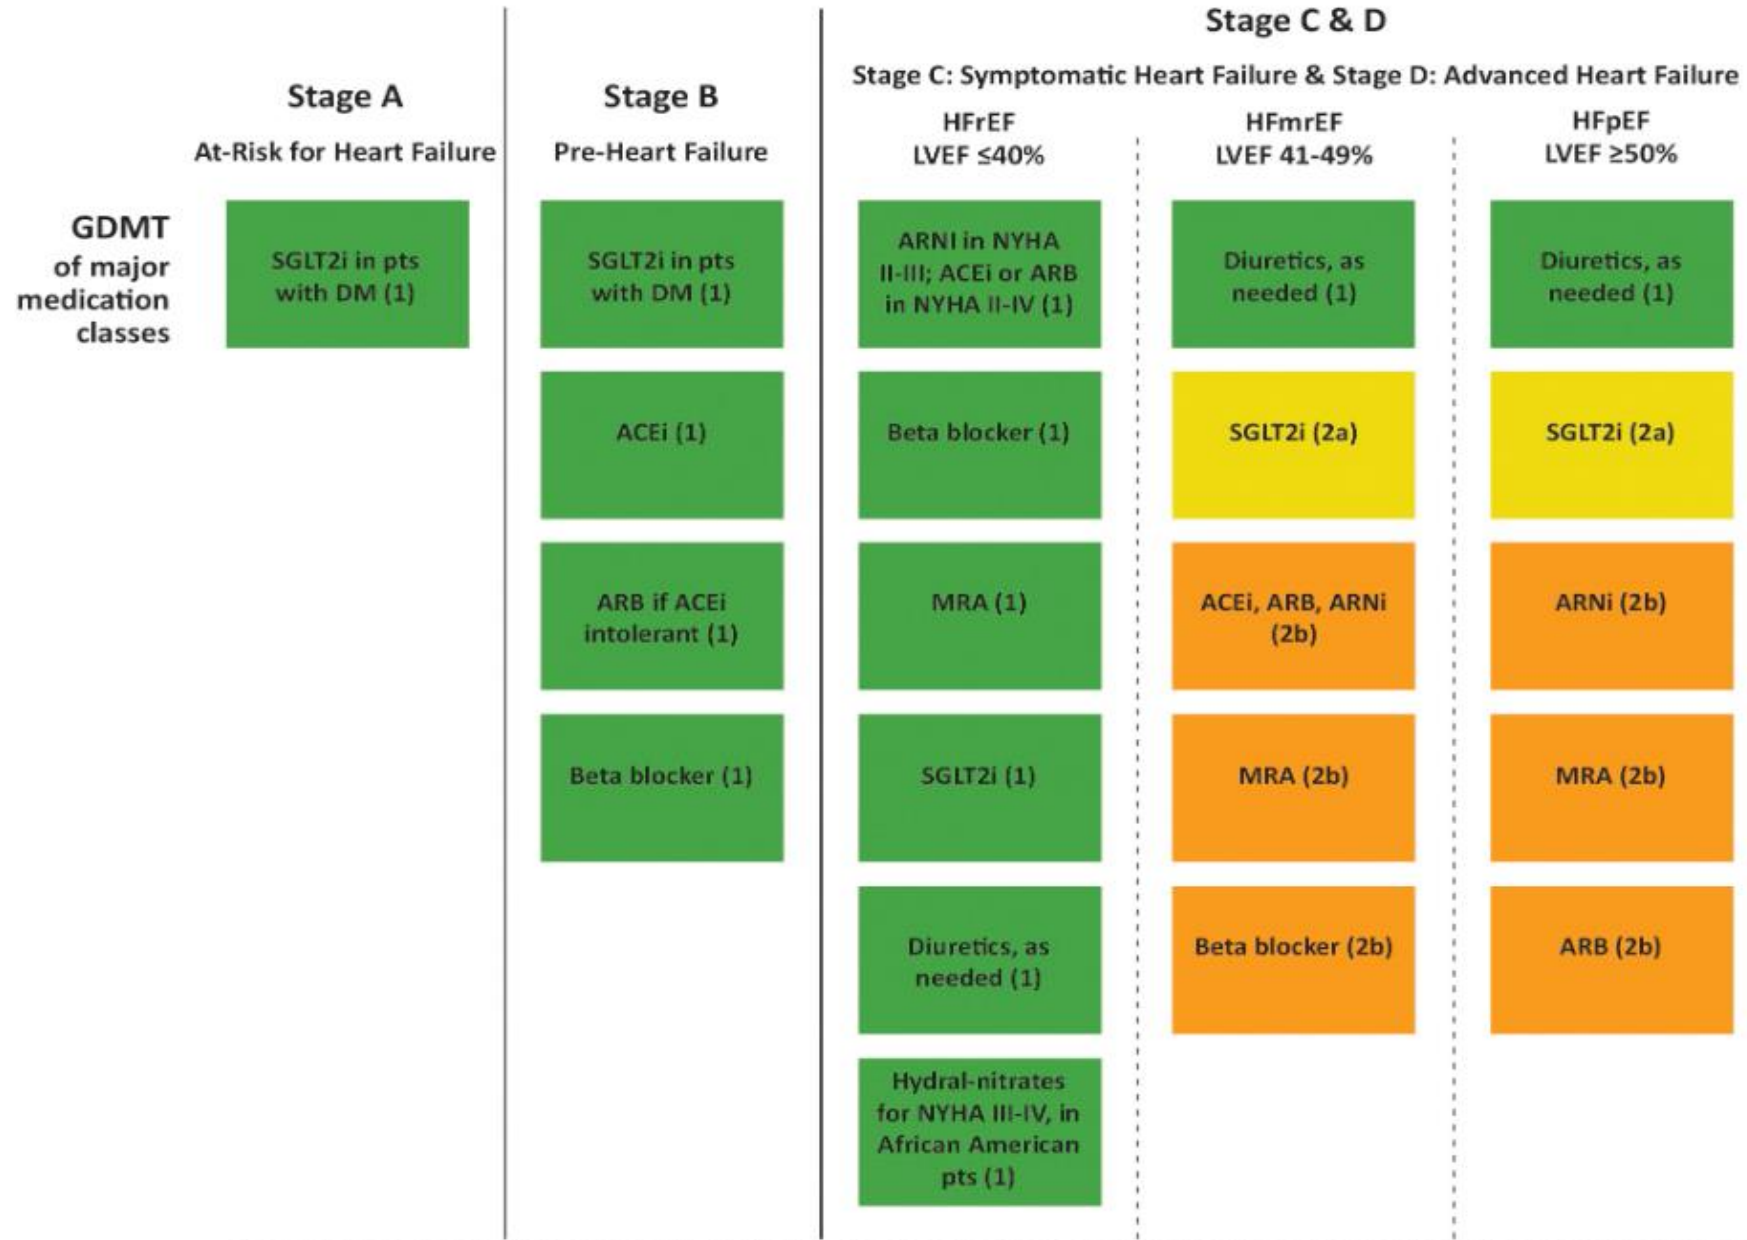 Stage C & D
Stage C: Symptomatic Heart Failure & Stage D: Advanced Heart Failure
Stage A
At-Risk for Heart Failure
Stage B
Pre-Heart Failure
HFrEF
LVEF ≤40%
HFmrEF
LVEF 41-49%
HFpEF
LVEF ≥50%
GDMT
of major
medication
classes
SGLT2i in pts
with DM (1)
SGLT2i in pts
with DM (1)
ACEi (1)
ARB if ACEi
intolerant (1)
Beta blocker (1)
ARNI in NYHA
II-III; ACEi or ARB
in NYHA II-IV (1)
Beta blocker (1)
MRA (1)
SGLT2i (1)
Diuretics, as
needed (1)
Hydral-nitrates
for NYHA III-IV, in
African American
pts (1)
Diuretics, as
needed (1)
SGLT2i (2a)
ACEi, ARB, ARNi
(2b)
MRA (2b)
Beta blocker (2b)
Diuretics, as
needed (1)
SGLT2i (2a)
ARNi (2b)
MRA (2b)
ARB (2b)